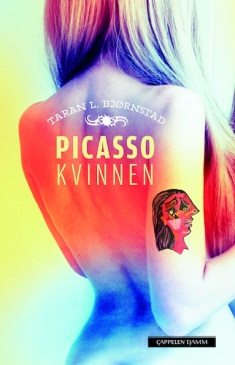 TARAN L. BJØRNSTAD
PICASSO
KVINNEN
CAPPELEN DAMM